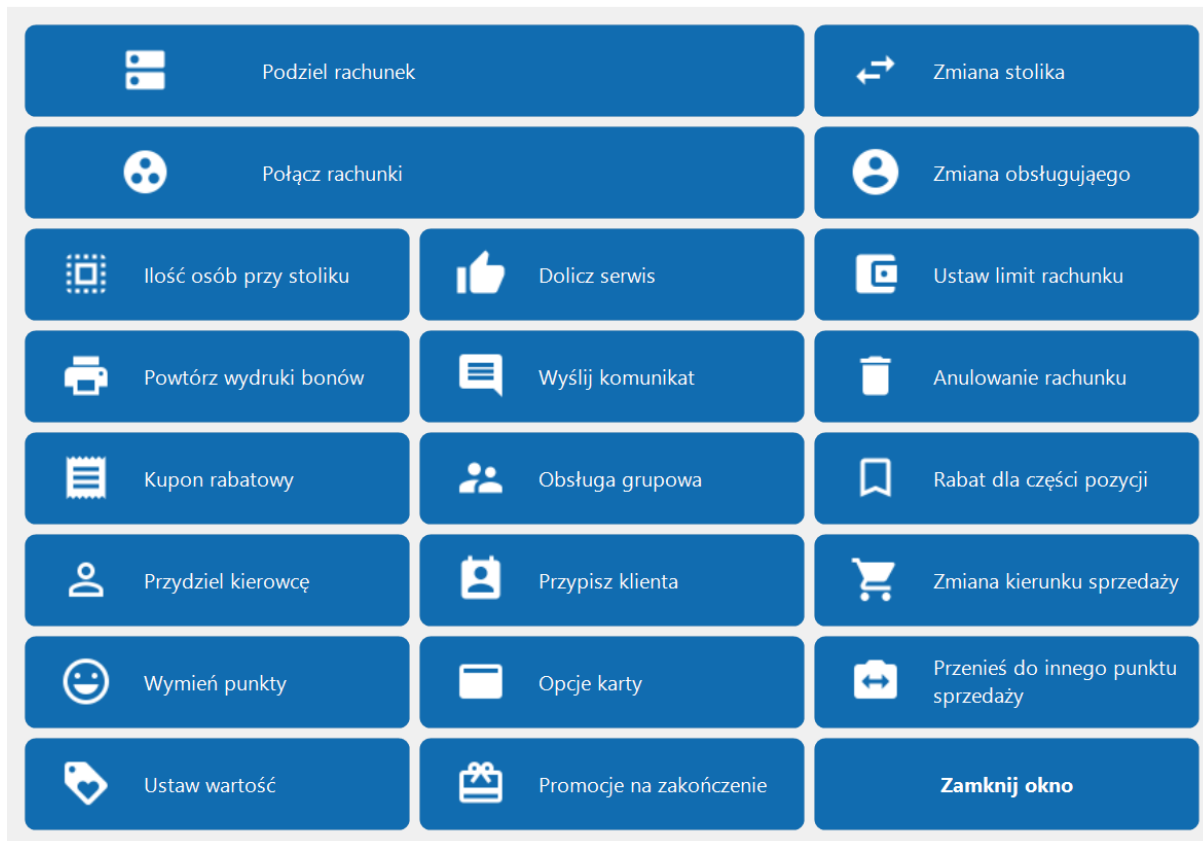 Podziel rachunek
Zmiana stolika
Połącz rachunki
Zmiana obsługująego
Ilość osób przy stoliku
Dolicz serwis
Ustaw limit rachunku
Powtórz wydruki bonów
Wyślij komunikat
Anulowanie rachunku
Kupon rabatowy
Obsługa grupowa
Rabat dla części pozycji
Przydziel kierowcę
Przypisz klienta
Zmiana kierunku sprzedaży
Wymień punkty
Opcje karty
Przenieś do innego punktu
sprzedaży
Ustaw wartość
Promocje na zakończenie
Zamknij okno